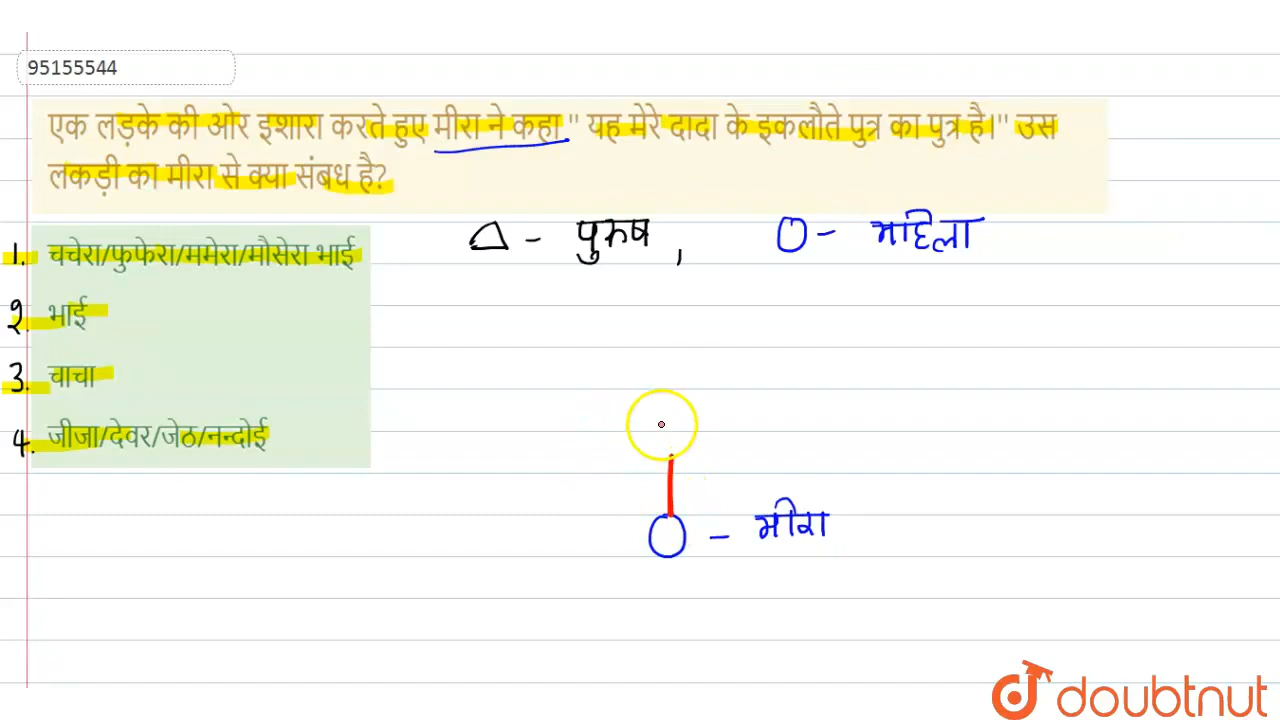 95155544
एक लड़के की ओर इशारा करते हुए मीरा ने कहा " यह मेरे दादा के इकलौते पुत्र का पुत्र है।" उस
लकड़ी का मीरा से क्या संबध है?
1. चचेरा/फुफेरा/ममेरा/मौसेरा भाई
2. भाई
3. चाचा
4. जीजा/देवर/जेठ/नन्दोई
△ - पुरुष , O - महिला
O - मीरा
doubtnut